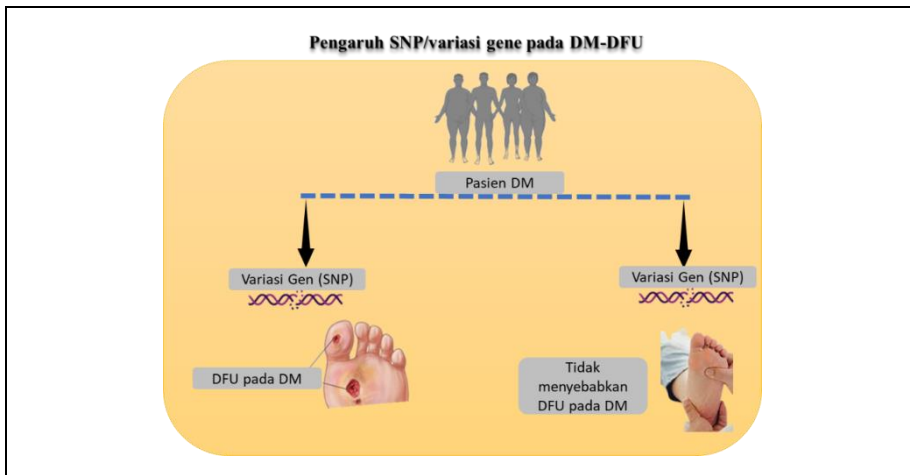 Pengaruh SNP/variasi gene pada DM-DFU
Pasien DM
Variasi Gen (SNP)
Variasi Gen (SNP)
DFU pada DM
Tidak
menyebabkan
DFU pada DM